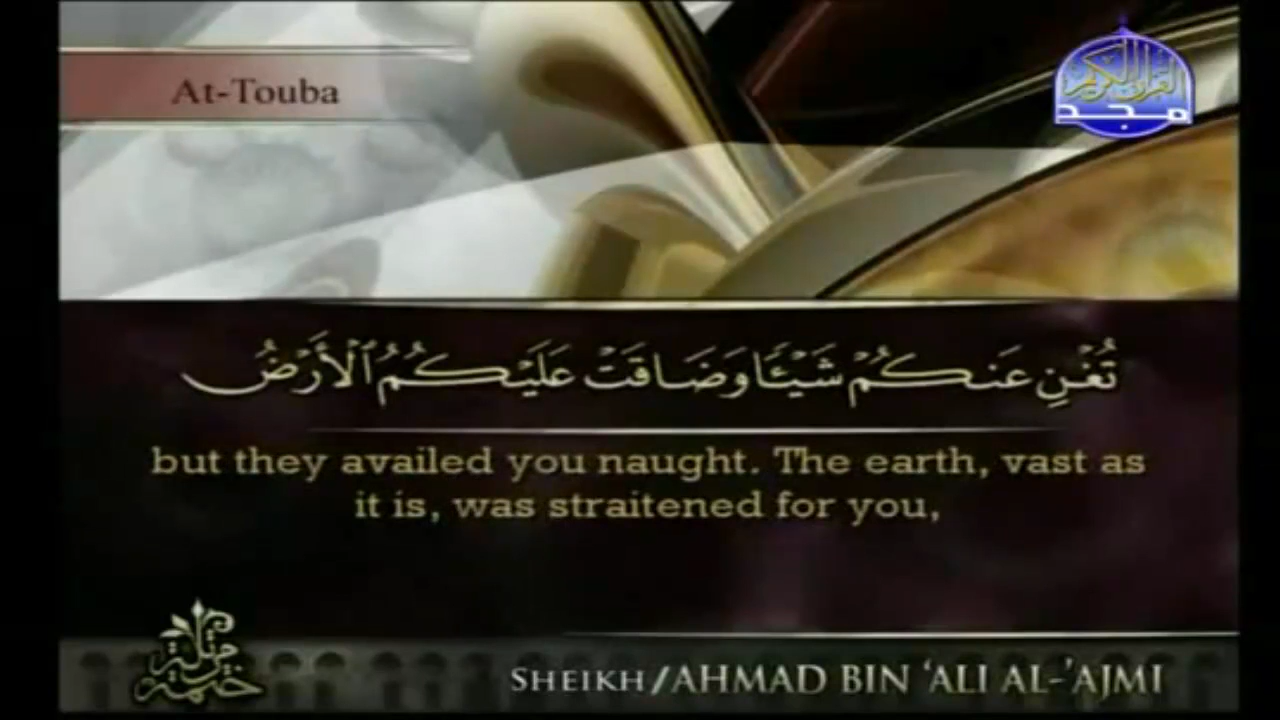 At-Touba
القرآن الكريم
مجد
تُغْنِ عَنكُمْ شَيْـًٔا وَضَاقَتْ عَلَيْكُمُ ٱلْأَرْضُ
but they availed you naught. The earth, vast as
it is, was straitened for you,
ختمة مرتلة
SHEIKH/AHMAD BIN ‘ALI AL-’AJMI